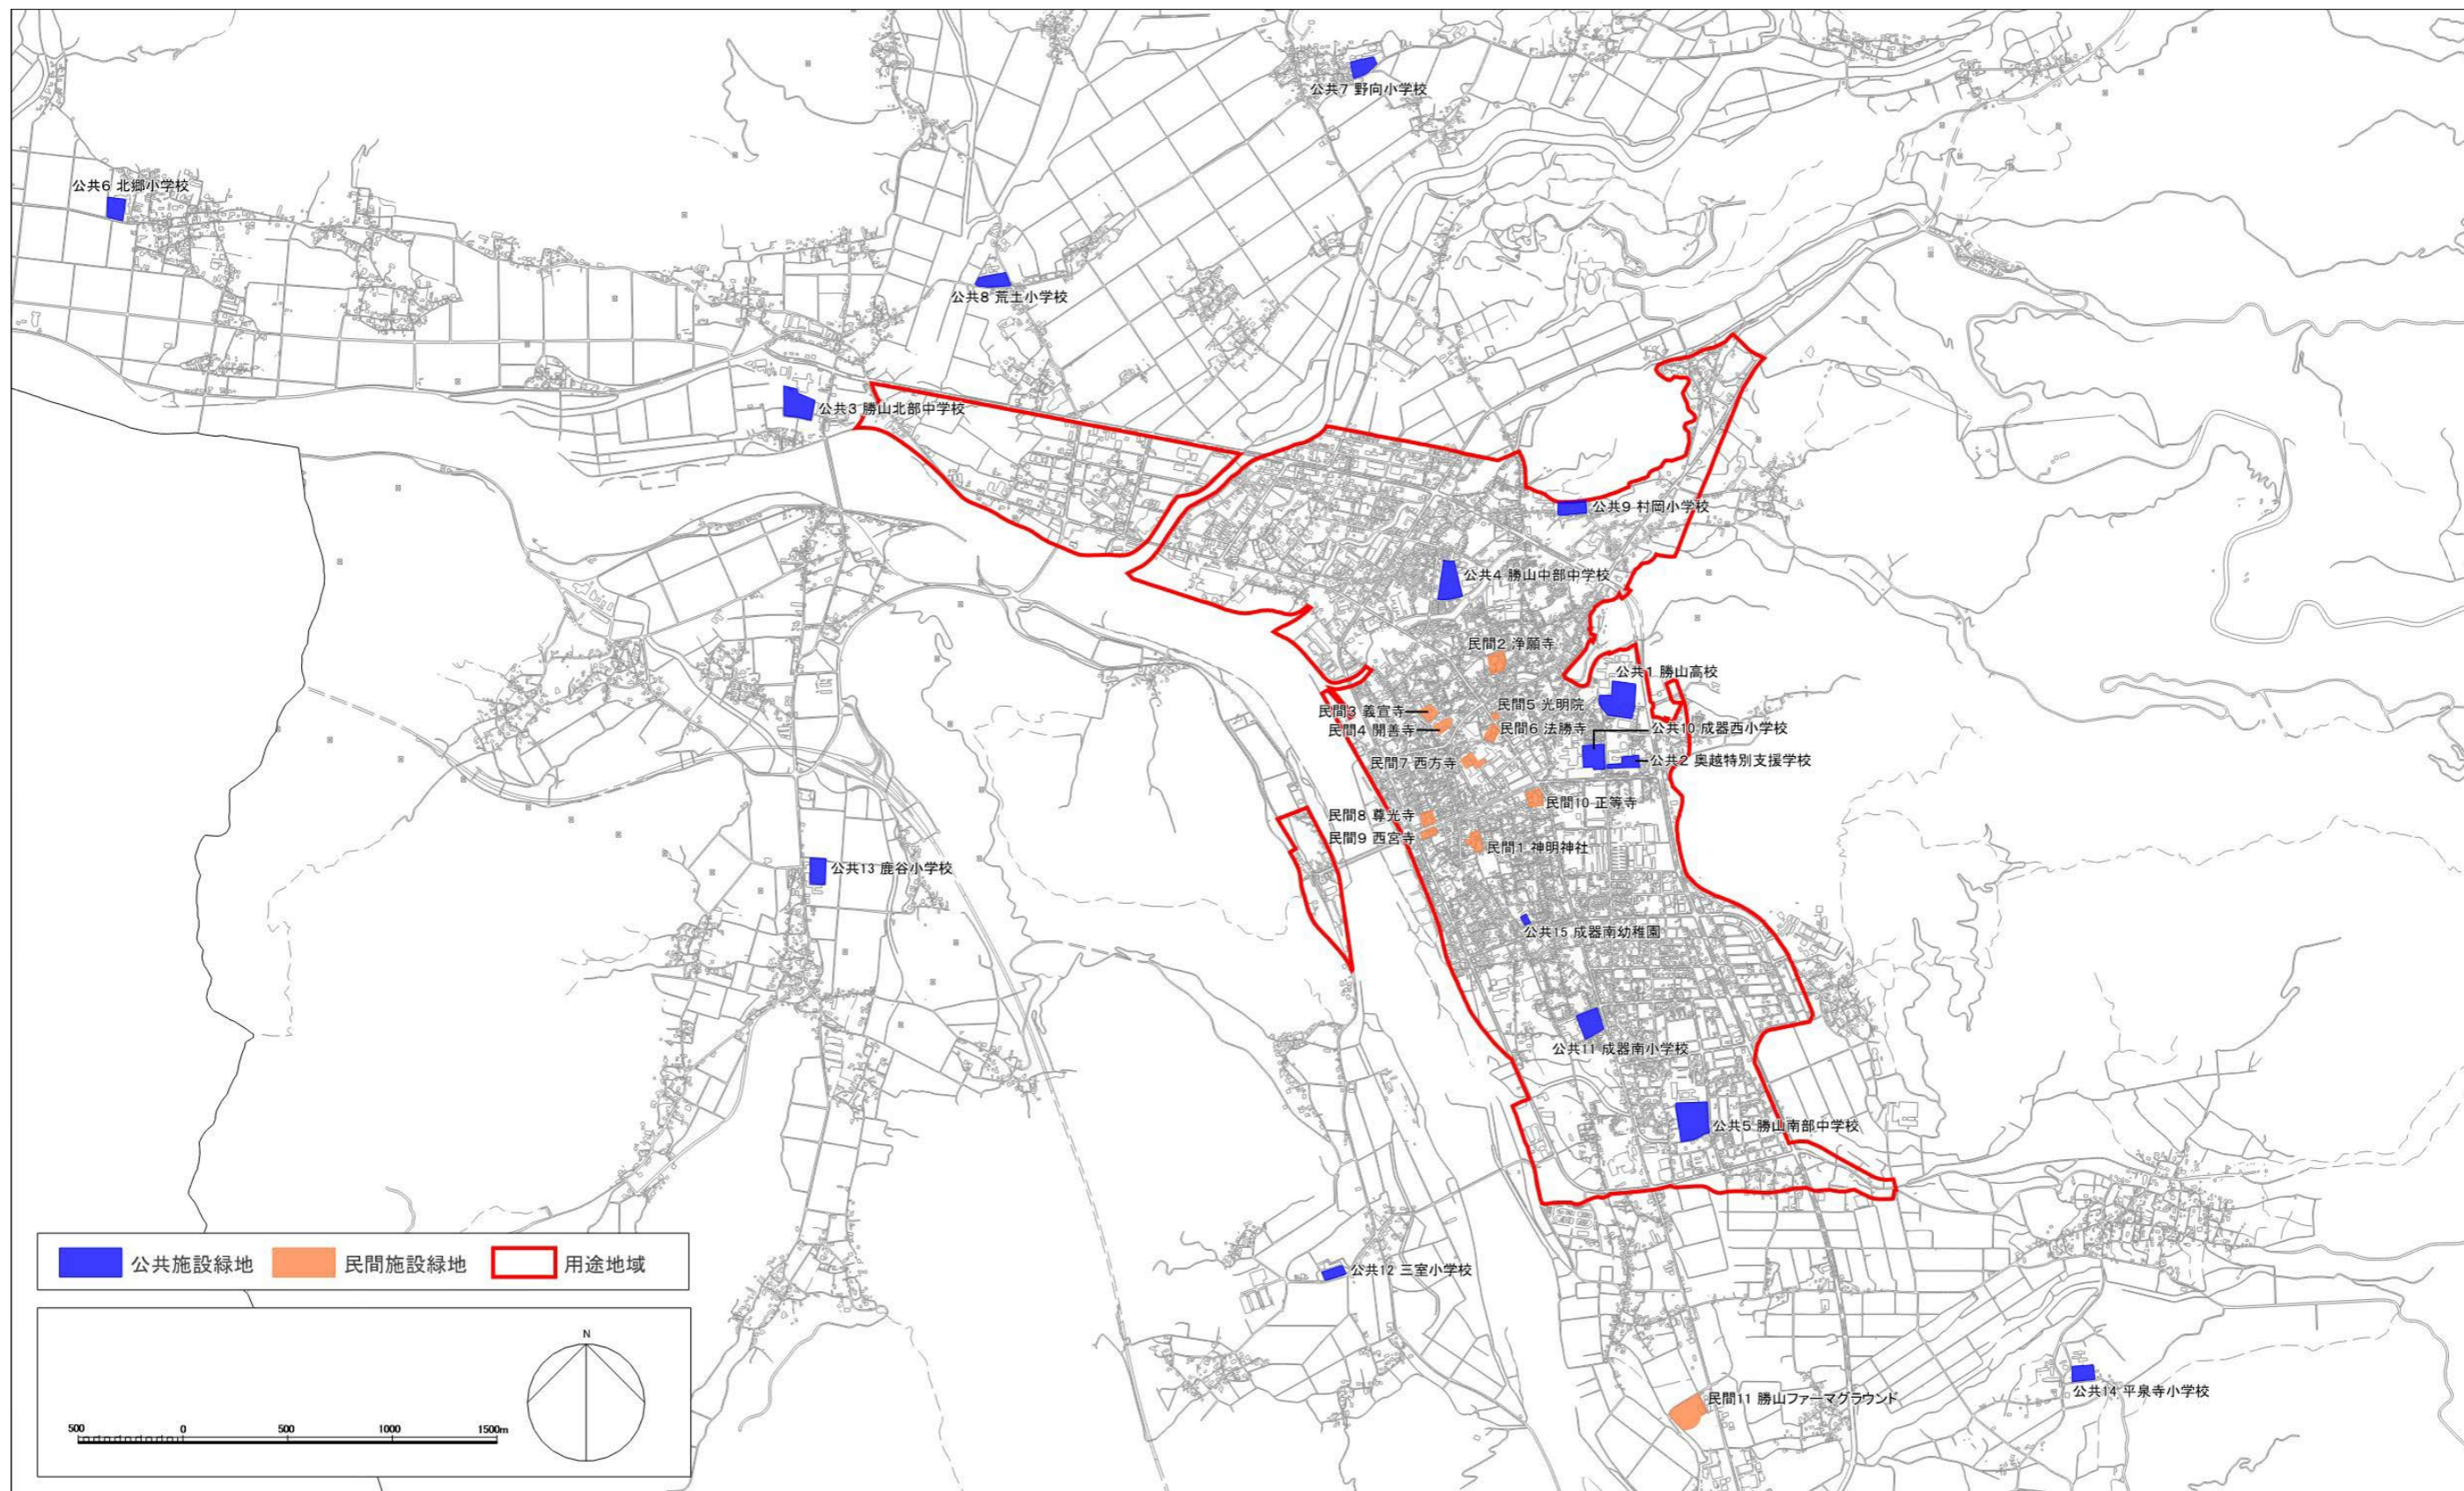 公共7 野向小学校
公共6 北郷小学校
公共8 荒土小学校
公共3 勝山北部中学校
公共9 村岡小学校
公共4 勝山中部中学校
民間2 浄願寺
公共1 勝山高校
民間5 光明院
民間3 義宣寺
民間4 開善寺
民間6 法勝寺
公共10 成器西小学校
民間7 西方寺
公共2 奥越特別支援学校
民間10 正等寺
民間8 尊光寺
民間9 西宮寺
民間1 神明神社
公共13 鹿谷小学校
公共15 成器南幼稚園
公共11 成器南小学校
公共5 勝山南部中学校
公共12 三室小学校
公共14 平泉寺小学校
民間11 勝山ファーマグラウンド
公共施設緑地 民間施設緑地 用途地域
N
500 0 500 1000 1500m